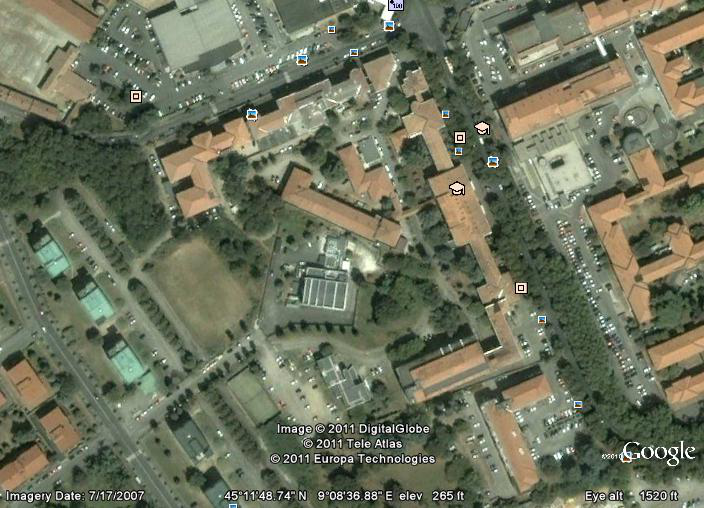 Image © 2011 DigitalGlobe
© 2011 Tele Atlas
© 2011 Europa Technologies
Google
Imagery Date: 7/17/2007
45°11'48.74" N 9°08'36.88" E elev 265 ft
Eye alt 1520 ft